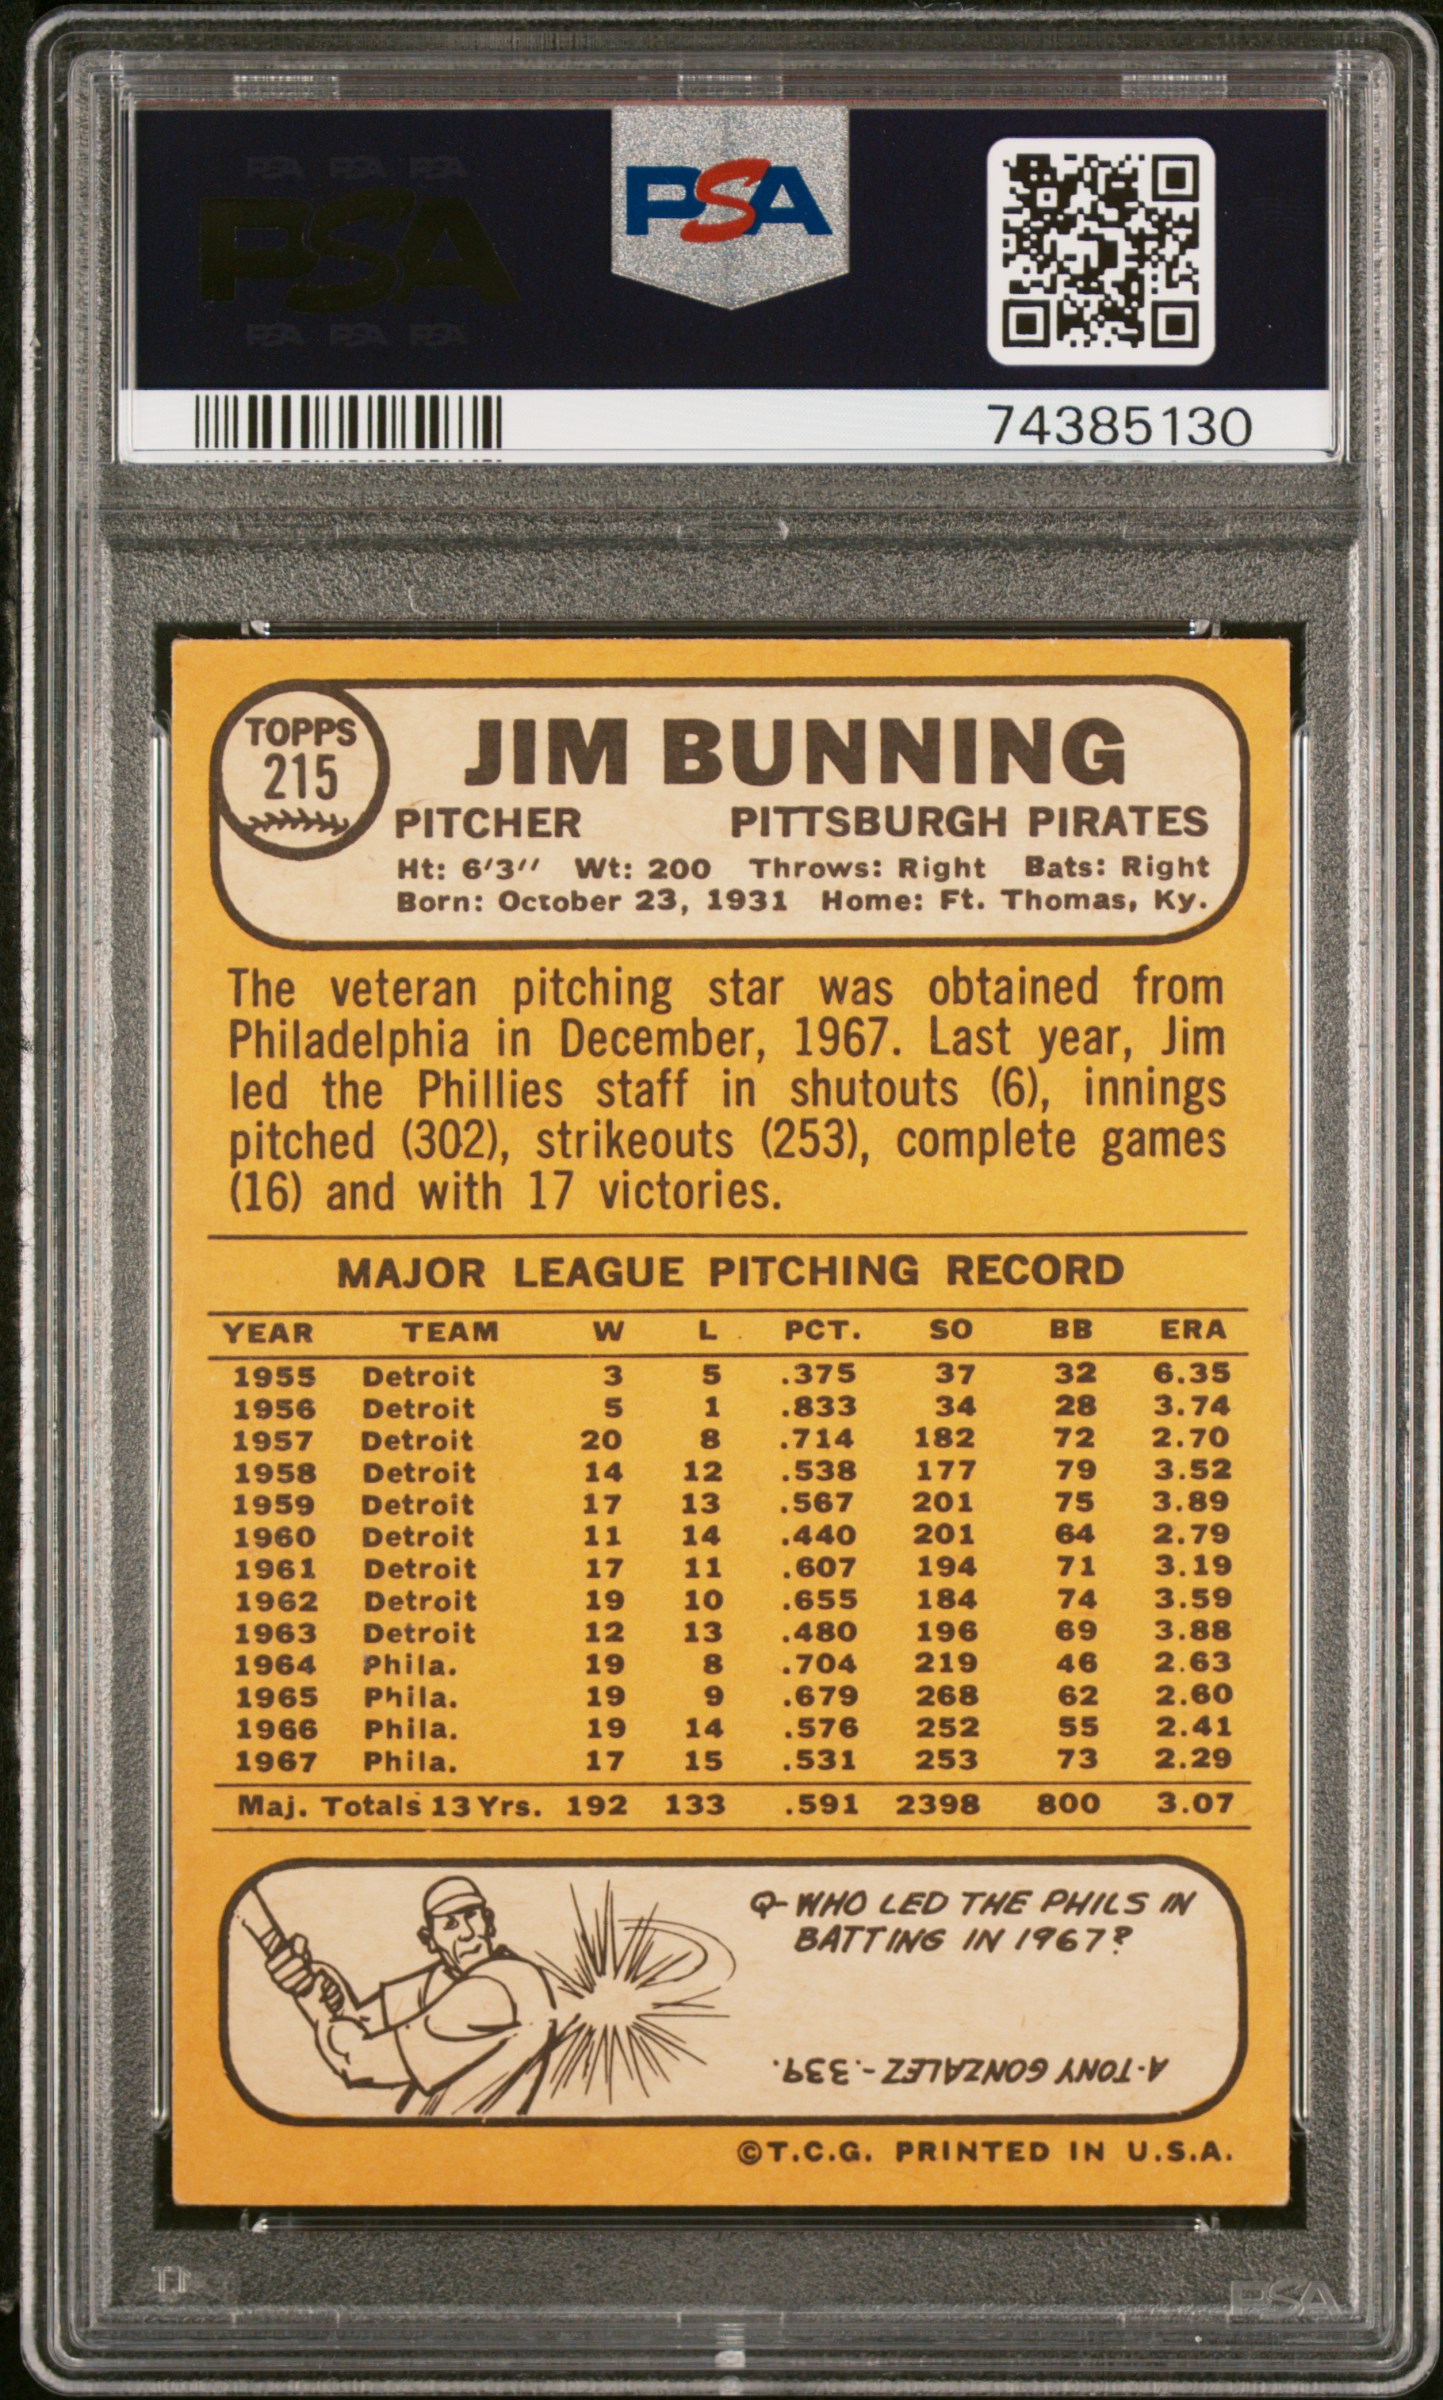 PSA PSA PSA
PSA
PSA PSA PSA
PSA
74385130
TOPPS
215
JIM BUNNING
PITCHER PITTSBURGH PIRATES
Ht: 6'3'' Wt: 200 Throws: Right Bats: Right
Born: October 23, 1931 Home: Ft. Thomas, Ky.
The veteran pitching star was obtained from
Philadelphia in December, 1967. Last year, Jim
led the Phillies staff in shutouts (6), innings
pitched (302), strikeouts (253), complete games
(16) and with 17 victories.
MAJOR LEAGUE PITCHING RECORD
YEAR TEAM W L PCT. SO BB ERA
1955 Detroit 3 5 .375 37 32 6.35
1956 Detroit 5 1 .833 34 28 3.74
1957 Detroit 20 8 .714 182 72 2.70
1958 Detroit 14 12 .538 177 79 3.52
1959 Detroit 17 13 .567 201 75 3.89
1960 Detroit 11 14 .440 201 64 2.79
1961 Detroit 17 11 .607 194 71 3.19
1962 Detroit 19 10 .655 184 74 3.59
1963 Detroit 12 13 .480 196 69 3.88
1964 Phila. 19 8 .704 219 46 2.63
1965 Phila. 19 9 .679 268 62 2.60
1966 Phila. 19 14 .576 252 55 2.41
1967 Phila. 17 15 .531 253 73 2.29
Maj. Totals 13 Yrs. 192 133 .591 2398 800 3.07
Q-WHO LED THE PHILS IN
BATTING IN 1967?
A-TONY GONZALEZ-.339.
©T.C.G. PRINTED IN U.S.A.
PSA